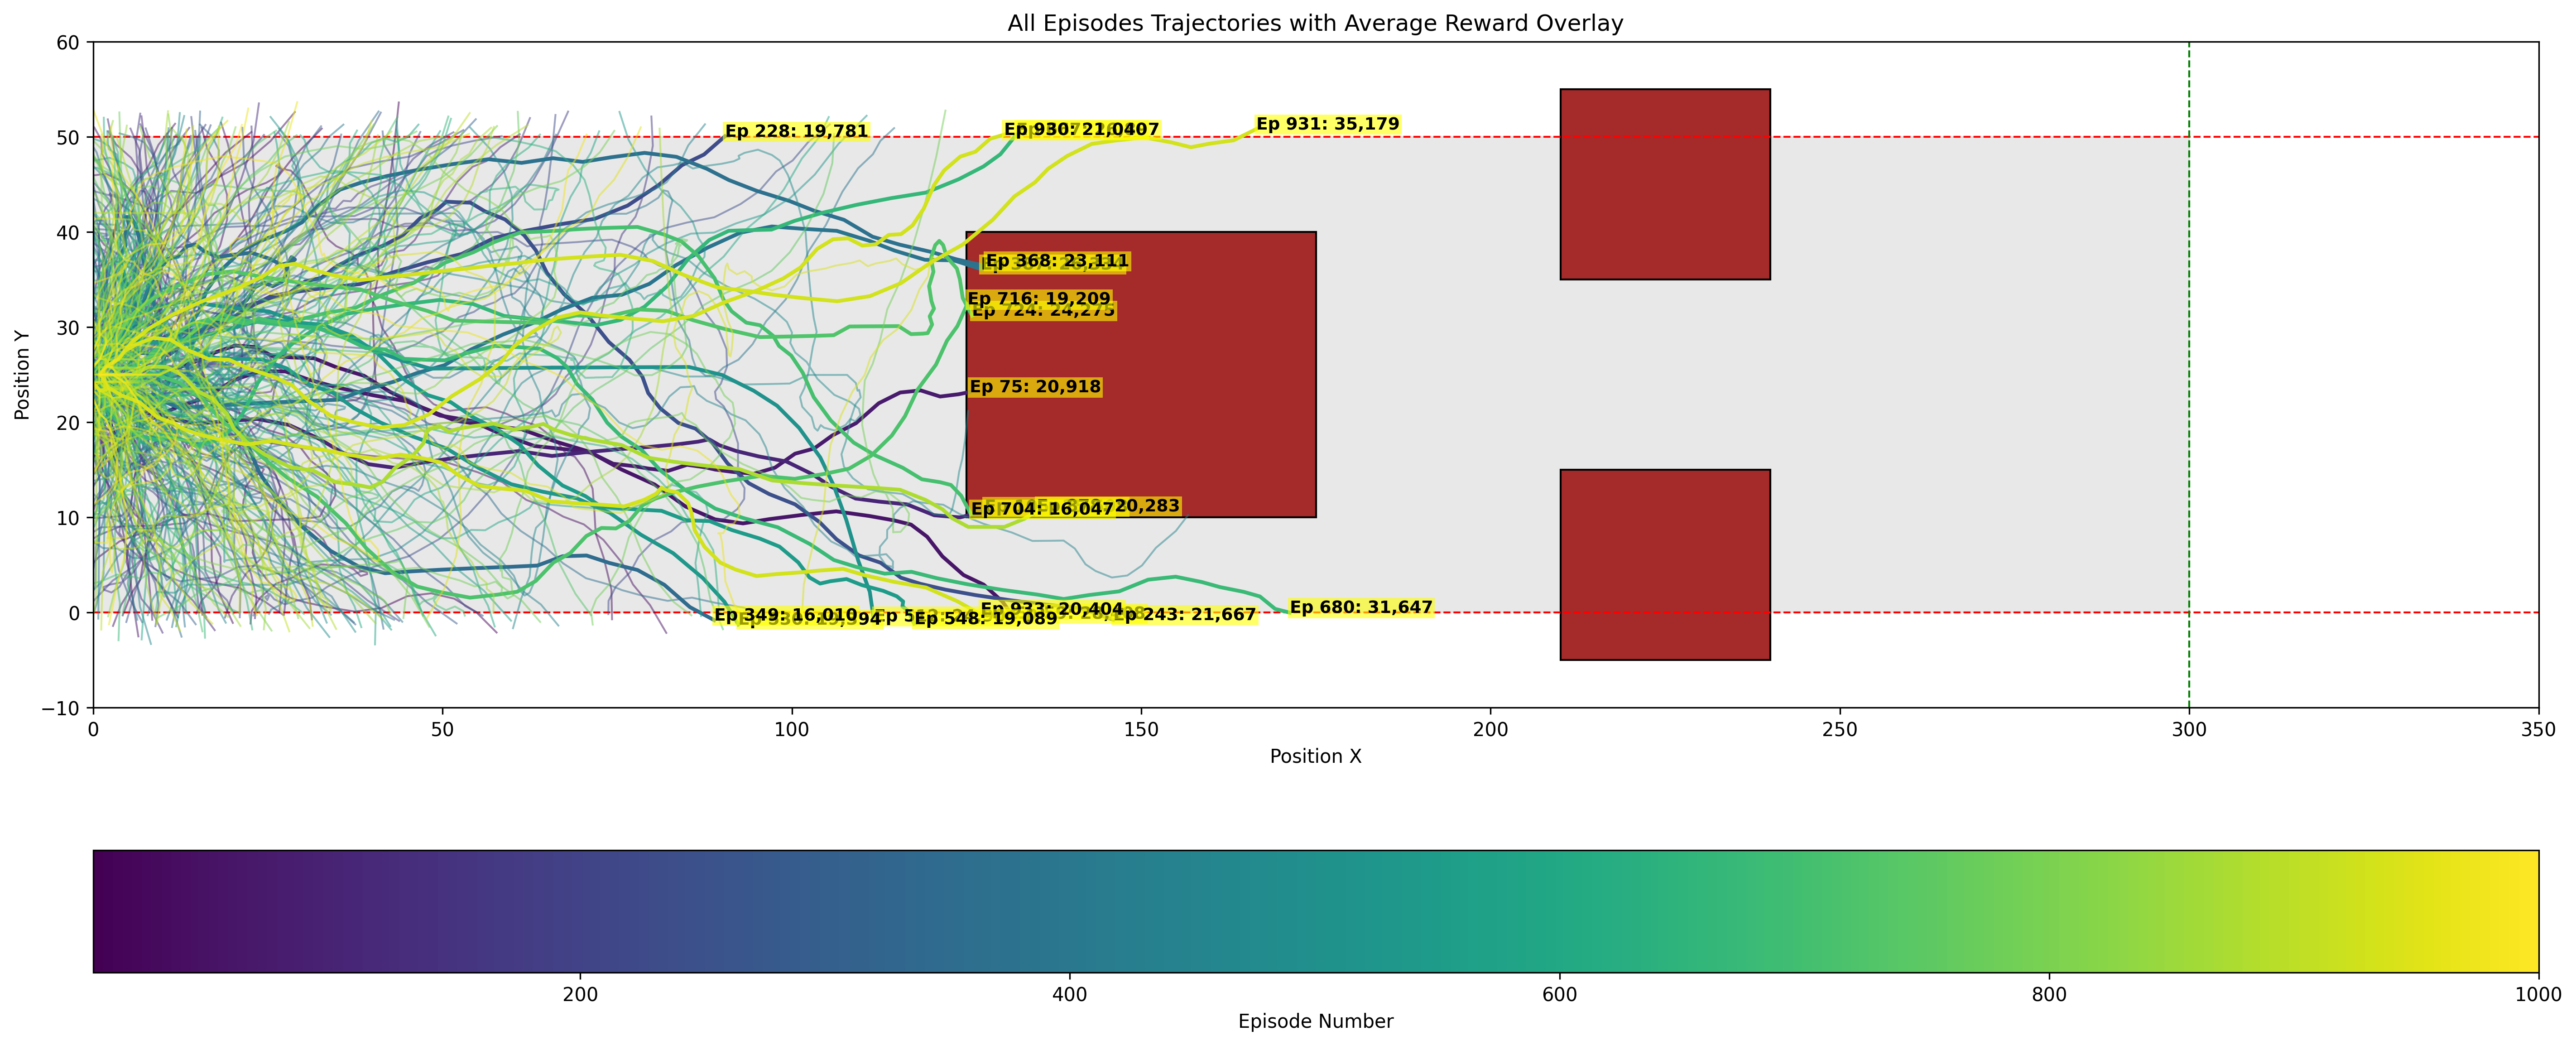 All Episodes Trajectories with Average Reward Overlay
60
50
40
30
20
10
0
−10
Position Y
Ep 228: 19,781
Ep 930: 21,040
Ep 931: 35,179
Ep 368: 23,111
Ep 716: 19,209
Ep 724: 24,275
Ep 75: 20,918
Ep 704: 16,047
20,283
Ep 349: 16,010
Ep 548: 19,089
Ep 933: 20,404
Ep 243: 21,667
Ep 680: 31,647
0
50
100
150
200
250
300
350
Position X
200
400
600
800
1000
Episode Number